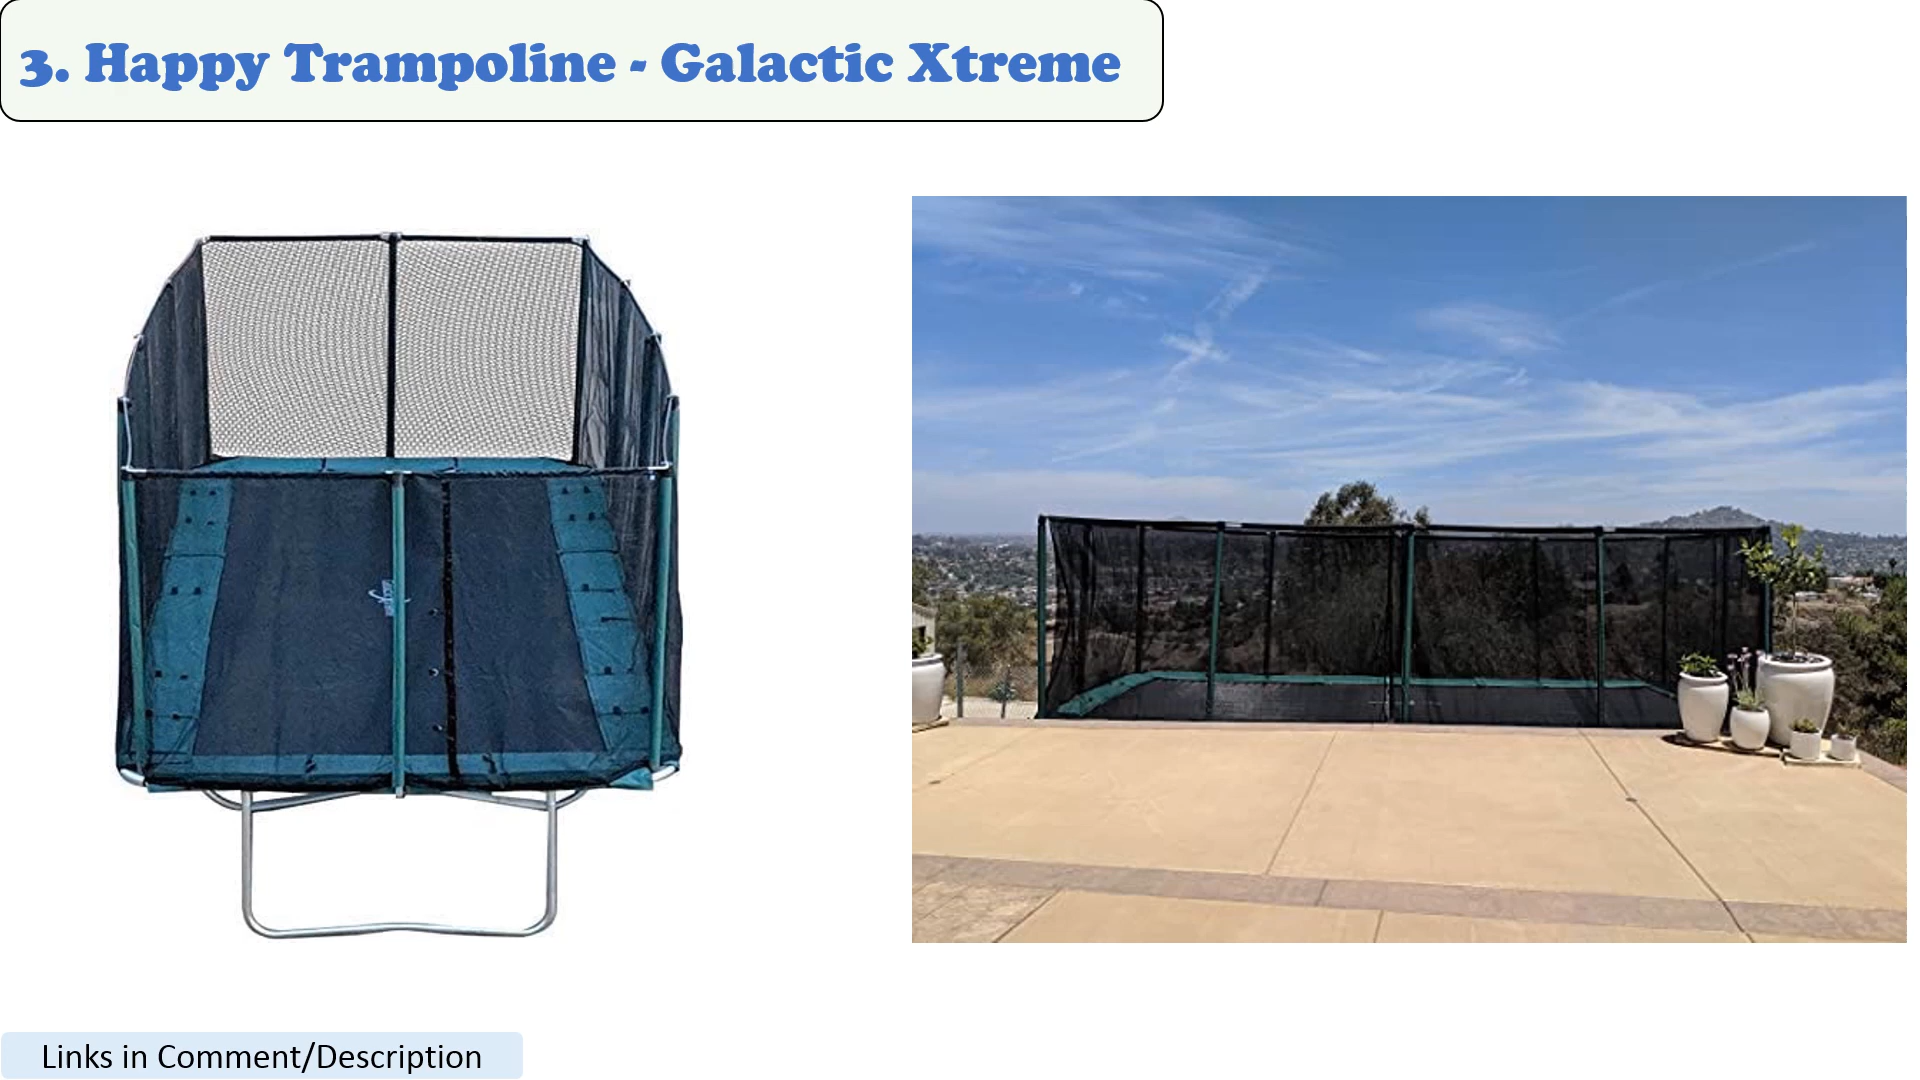 3. Happy Trampoline - Galactic Xtreme
Links in Comment/Description